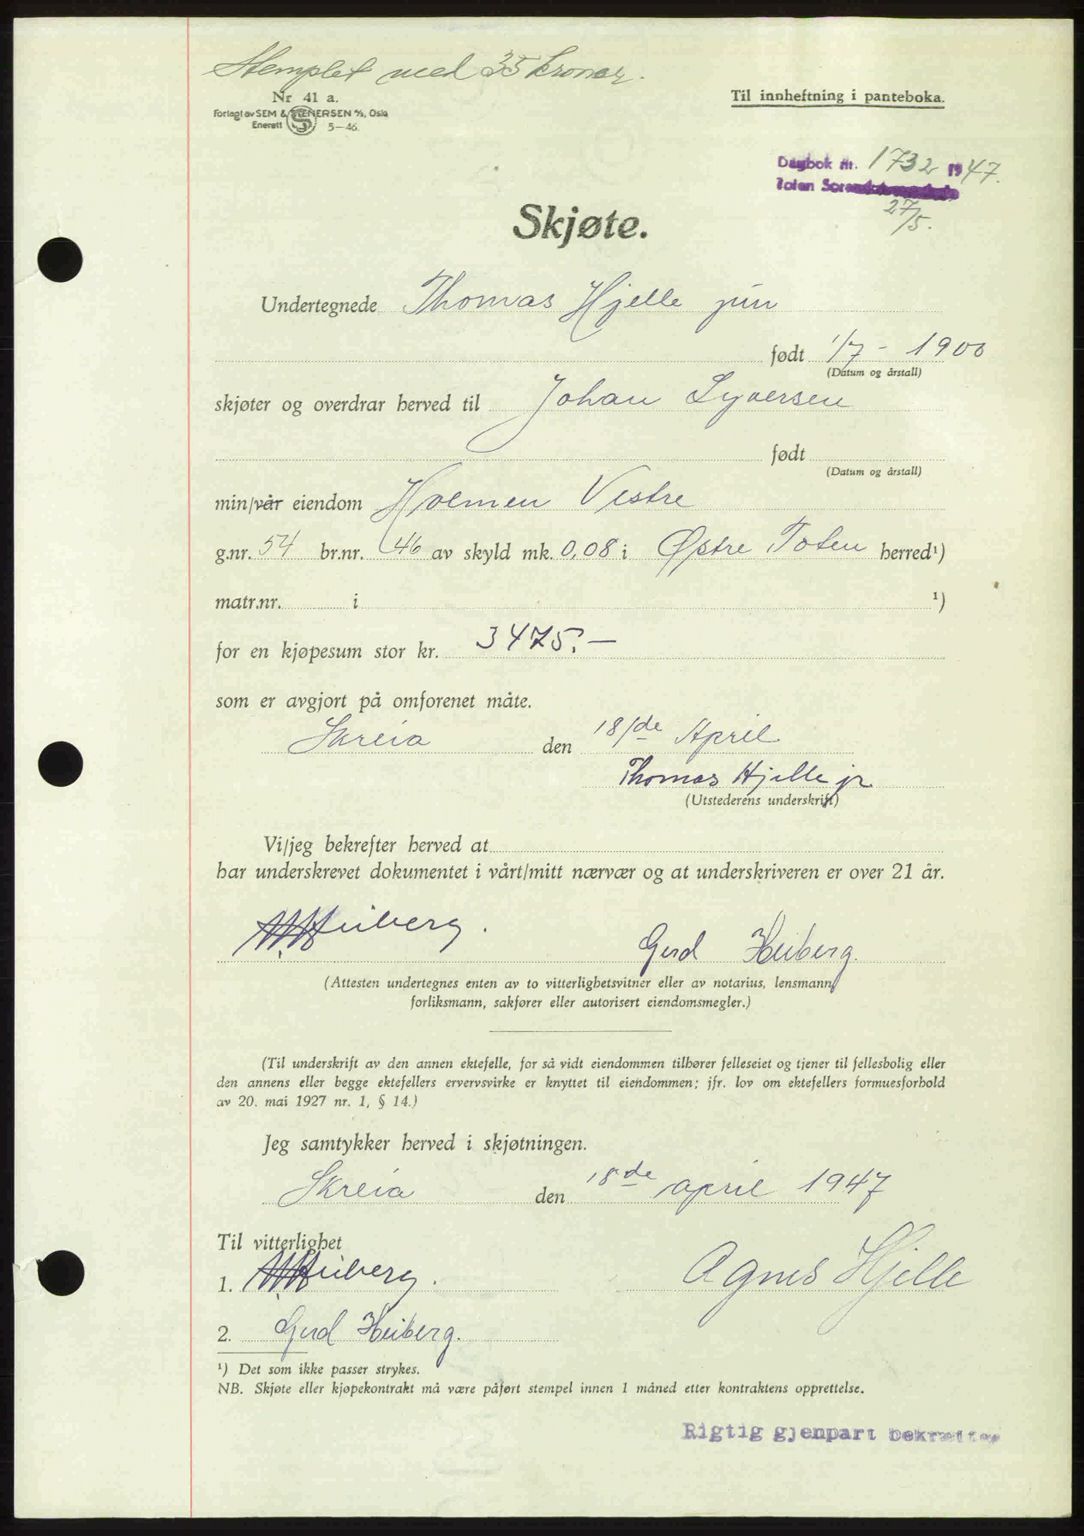 Stemplet med 35 kroner.
Nr 41 a.
Forlagt av SEM & STENERSEN A/S, Oslo
Enerett S 5—46.
Til innheftning i panteboka.
Dagbok nr. 1732 1947.
Toten
27/5.
Skjøte.
Undertegnede Thomas Hjelle jun
født 1/7 - 1900
(Datum og årstall)
skjøter og overdrar herved til Johan Syversen
født
(Datum og årstall)
min/vår eiendom Holmen Vestre
g.nr. 54 br.nr. 46 av skyld mk. 0,08 i Østre Toten herred¹)
matr.nr. i ¹)
for en kjøpesum stor kr. 3475.—
som er avgjort på omforenet måte.
Skreia den 18/de April
Thomas Hjelle jr
(Utstederens underskrift)
Vi/jeg bekrefter herved at
har underskrevet dokumentet i vårt/mitt nærvær og at underskriveren er over 21 år.
Heiberg. Gerd Heiberg.
(Attesten undertegnes enten av to vitterlighetsvitner eller av notarius, lensmann,
forliksmann, sakfører eller autorisert eiendomsmegler.)
(Til underskrift av den annen ektefelle, for så vidt eiendommen tilhører felleseiet og tjener til fellesbolig eller
den annens eller begge ektefellers ervervsvirke er knyttet til eiendommen; jfr. lov om ektefellers formuesforhold
av 20. mai 1927 nr. 1, § 14.)
Jeg samtykker herved i skjøtningen.
Skreia den 18de april 1947
Til vitterlighet
1. Heiberg. Agnes Hjelle
2. Gerd Heiberg.
¹) Det som ikke passer strykes.
NB. Skjøte eller kjøpekontrakt må være påført stempel innen 1 måned etter kontraktens opprettelse.
Rigtig gjenpart bekræftes